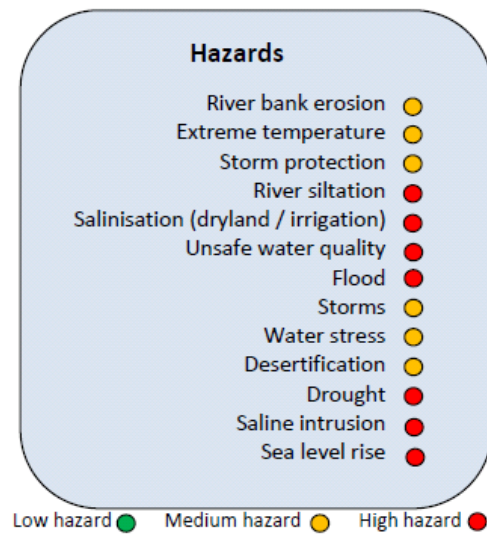 Hazards
River bank erosion
Extreme temperature
Storm protection
River siltation
Salinisation (dryland / irrigation)
Unsafe water quality
Flood
Storms
Water stress
Desertification
Drought
Saline intrusion
Sea level rise
Low hazard Medium hazard High hazard